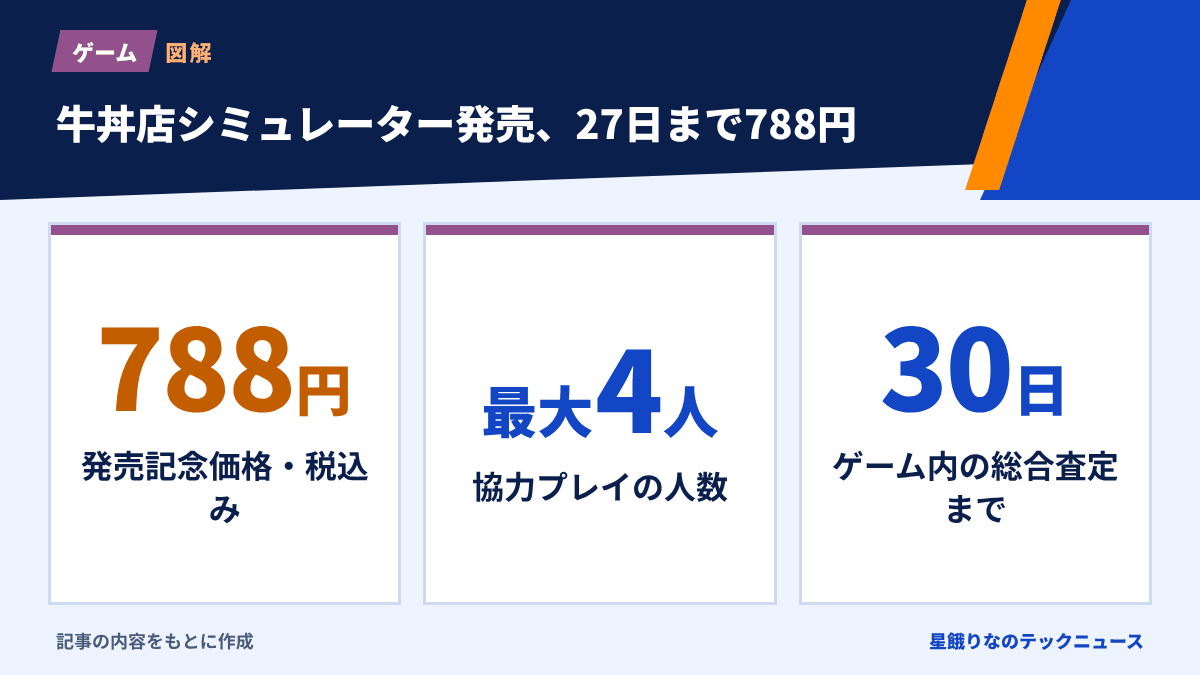 ゲーム 図解
牛丼店シミュレーター発売、27日まで788円
788円
発売記念価格・税込
み
最大4人
協力プレイの人数
30日
ゲーム内の総合査定
まで
記事の内容をもとに作成
星餓りなのテックニュース